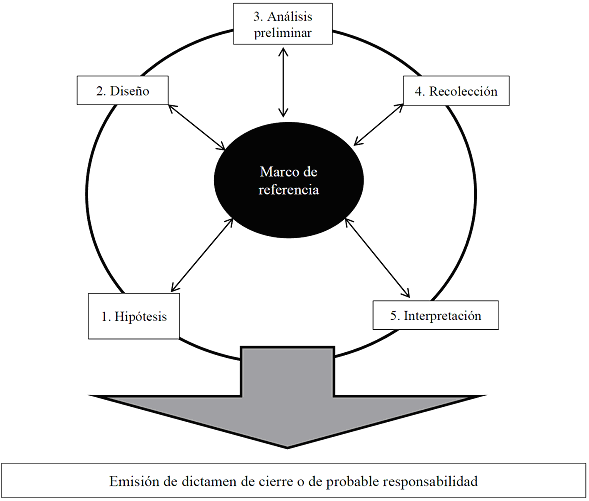 3. Análisis
preliminar
2. Diseño
4. Recolección
Marco de
referencia
1. Hipótesis
5. Interpretación
Emisión de dictamen de cierre o de probable responsabilidad